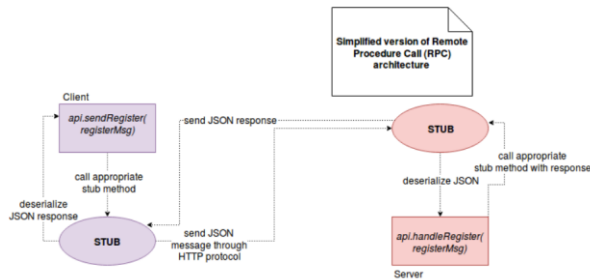 Simplified version of Remote
Procedure Call (RPC)
architecture
Client
api.sendRegister(
registerMsg)
send JSON response
STUB
call appropriate
stub method
call appropriate
stub method with response
deserialize JSON
deserialize
JSON response
STUB
send JSON
message through
HTTP protocol
api.handleRegister(
registerMsg)
Server